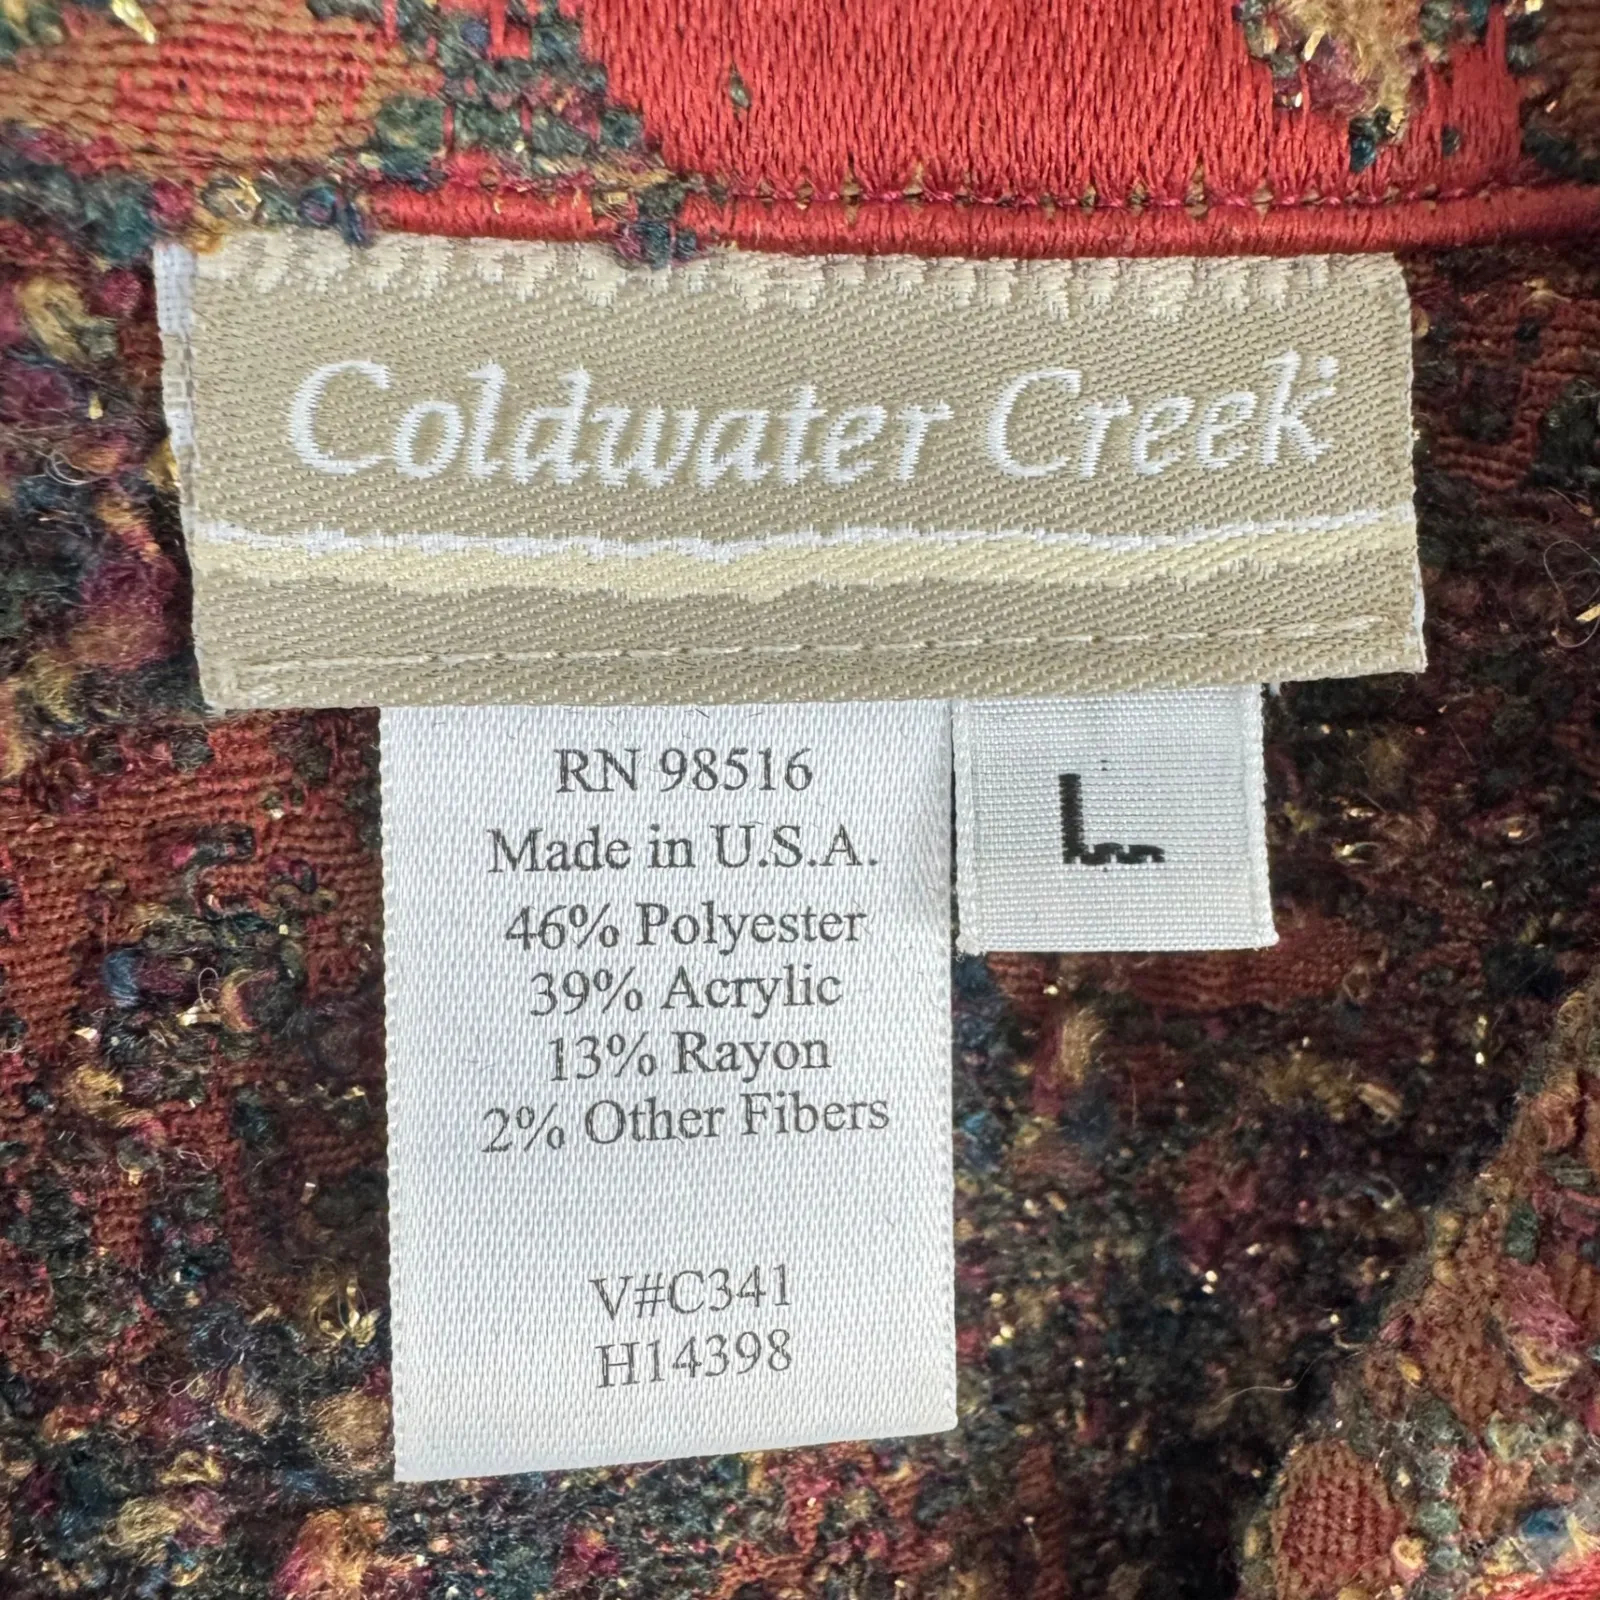 Coldwater Creek
RN 98516
Made in U.S.A.
46% Polyester
39% Acrylic
13% Rayon
2% Other Fibers
V#C341
H14398
L